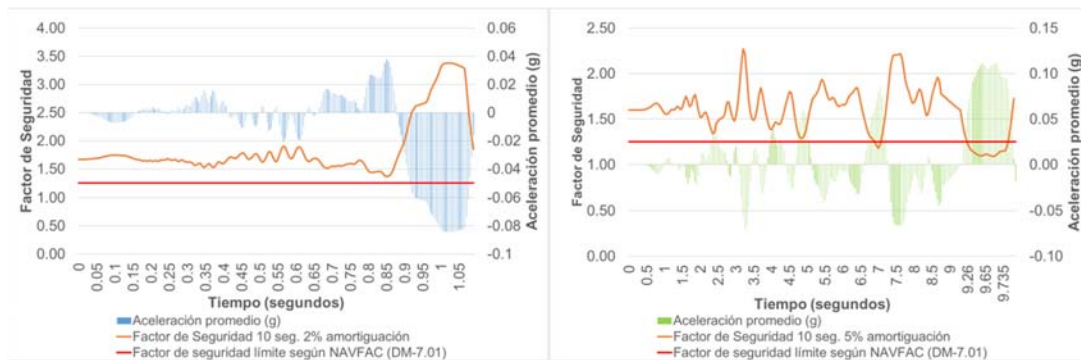 4.00
3.50
3.00
2.50
2.00
1.50
1.00
0.50
0.00
Factor de Seguridad
0.06
0.04
0.02
0
-0.02
-0.04
-0.06
-0.08
-0.1
Aceleración promedio (g)
0 0.05 0.1 0.15 0.2 0.25 0.3 0.35 0.4 0.45 0.5 0.55 0.6 0.65 0.7 0.75 0.8 0.85 0.9 0.95 1 1.05
Tiempo (segundos)
Aceleración promedio (g)
Factor de Seguridad 10 seg. 2% amortiguación
Factor de seguridad límite según NAVFAC (DM-7.01)
2.50
2.00
1.50
1.00
0.50
0.00
Factor de Seguridad
0.15
0.10
0.05
0.00
-0.05
-0.10
Aceleración promedio (g)
0 0.5 1 1.5 2 2.5 3 3.5 4 4.5 5 5.5 6 6.5 7 7.5 8 8.5 9 9.26 9.65 9.735
Tiempo (segundos)
Aceleración promedio (g)
Factor de Seguridad 10 seg. 5% amortiguación
Factor de seguridad límite según NAVFAC (DM-7.01)